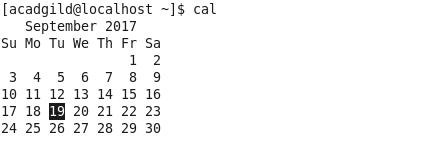 [acadgild@localhost ~]$ cal
   September 2017
Su Mo Tu We Th Fr Sa
                1  2
 3  4  5  6  7  8  9
10 11 12 13 14 15 16
17 18 19 20 21 22 23
24 25 26 27 28 29 30